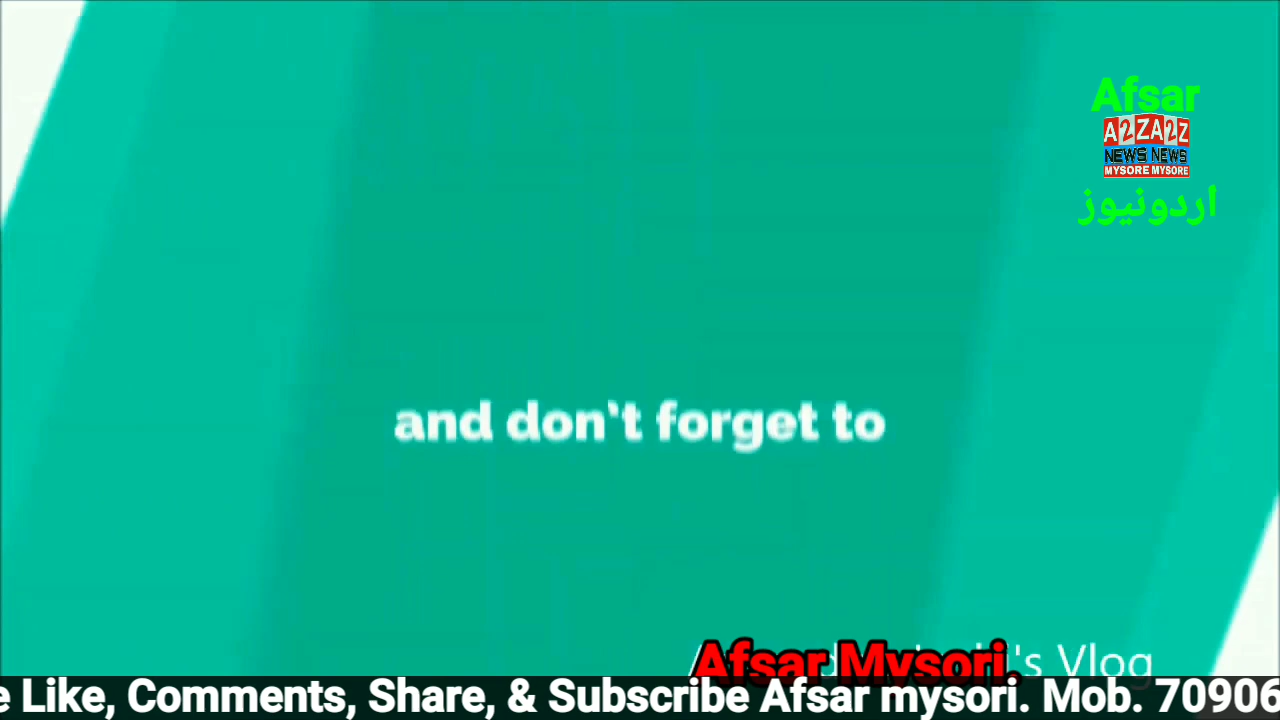 Afsar
A2ZA2Z
NEWS NEWS
MYSORE MYSORE
اردونیوز
and don't forget to
Afsar Mysori.'s Vlog
e Like, Comments, Share, & Subscribe Afsar mysori. Mob. 70906